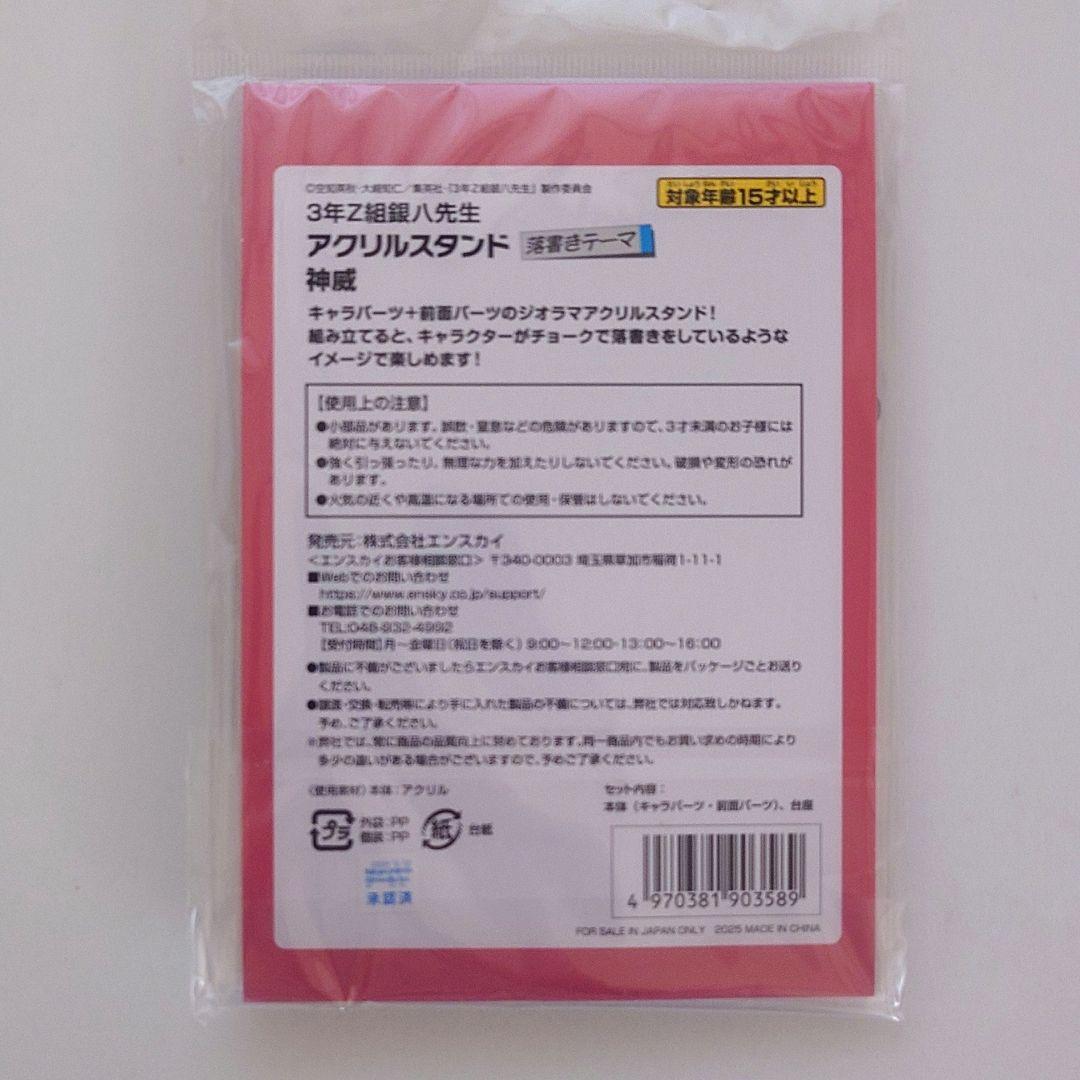 ©空知英秋・大崎知仁／集英社・「3年Z組銀八先生」製作委員会
たいしょうねんれい さい いじょう
対象年齢15才以上
3年Z組銀八先生
アクリルスタンド 落書きテーマ
神威
キャラパーツ＋前面パーツのジオラマアクリルスタンド！
組み立てると、キャラクターがチョークで落書きをしているような
イメージで楽しめます！
【使用上の注意】
●小部品があります。誤飲・窒息などの危険がありますので、3才未満のお子様には
絶対に与えないでください。
●強く引っ張ったり、無理な力を加えたりしないでください。破損や変形の恐れが
あります。
●火気の近くや高温になる場所での使用・保管はしないでください。
発売元：株式会社エンスカイ
＜エンスカイお客様相談窓口＞ 〒340-0003 埼玉県草加市稲荷1-11-1
■Webでのお問い合わせ
https://www.ensky.co.jp/support/
■お電話でのお問い合わせ
TEL:048-932-4992
【受付時間】月～金曜日（祝日を除く） 9:00～12:00・13:00～16:00
●製品に不備がございましたらエンスカイお客様相談窓口宛に、製品をパッケージごとお送り
ください。
●譲渡・交換・転売等により手に入れた製品の不備については、弊社では対応致しかねます。
予め、ご了承ください。
※弊社では、常に商品の品質向上に努めております。同一商品内でもお買い求めの時期により
多少の違いがある場合がございますので、予めご了承ください。
〈使用素材〉本体：アクリル
セット内容：
本体（キャラパーツ・前面パーツ）、台座
プラ 外袋：PP
個装：PP
紙 台紙
承認済
4 970381 903589
FOR SALE IN JAPAN ONLY 2025 MADE IN CHINA